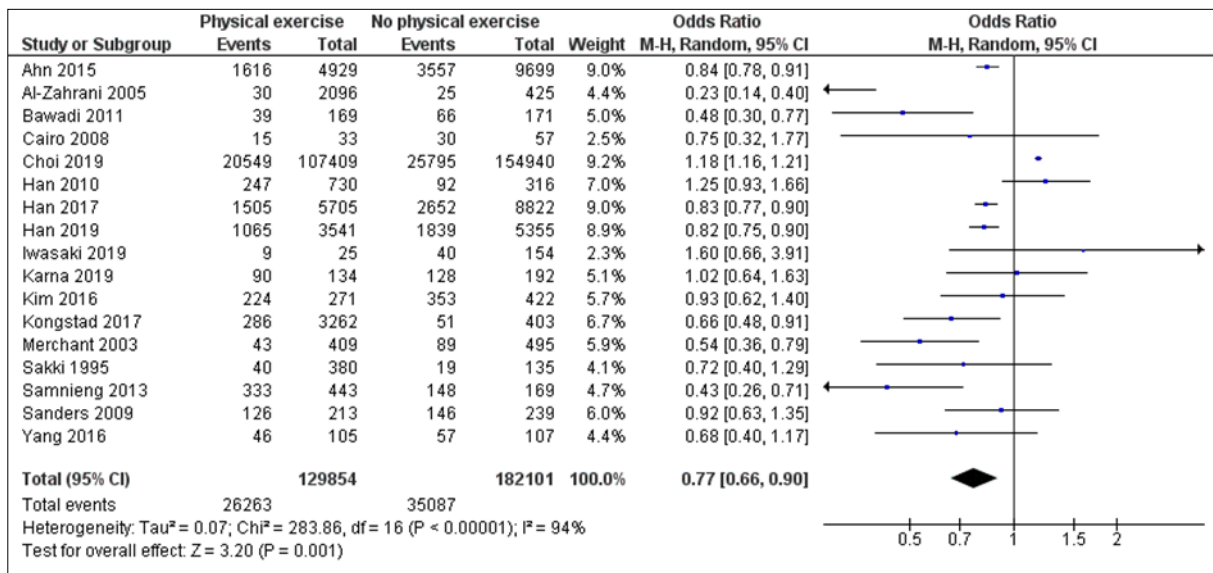 Physical exercise No physical exercise Odds Ratio Odds Ratio
Study or Subgroup Events Total Events Total Weight M-H, Random, 95% CI M-H, Random, 95% CI
Ahn 2015 1616 4929 3557 9699 9.0% 0.84 [0.78, 0.91]
Al-Zahrani 2005 30 2096 25 425 4.4% 0.23 [0.14, 0.40]
Bawadi 2011 39 169 66 171 5.0% 0.48 [0.30, 0.77]
Cairo 2008 15 33 30 57 2.5% 0.75 [0.32, 1.77]
Choi 2019 20549 107409 25795 154940 9.2% 1.18 [1.16, 1.21]
Han 2010 247 730 92 316 7.0% 1.25 [0.93, 1.66]
Han 2017 1505 5705 2652 8822 9.0% 0.83 [0.77, 0.90]
Han 2019 1065 3541 1839 5355 8.9% 0.82 [0.75, 0.90]
Iwasaki 2019 9 25 40 154 2.3% 1.60 [0.66, 3.91]
Karna 2019 90 134 128 192 5.1% 1.02 [0.64, 1.63]
Kim 2016 224 271 353 422 5.7% 0.93 [0.62, 1.40]
Kongstad 2017 286 3262 51 403 6.7% 0.66 [0.48, 0.91]
Merchant 2003 43 409 89 495 5.9% 0.54 [0.36, 0.79]
Sakki 1995 40 380 19 135 4.1% 0.72 [0.40, 1.29]
Samnieng 2013 333 443 148 169 4.7% 0.43 [0.26, 0.71]
Sanders 2009 126 213 146 239 6.0% 0.92 [0.63, 1.35]
Yang 2016 46 105 57 107 4.4% 0.68 [0.40, 1.17]
Total (95% CI) 129854 182101 100.0% 0.77 [0.66, 0.90]
Total events 26263 35087
Heterogeneity: Tau² = 0.07; Chi² = 283.86, df = 16 (P < 0.00001); I² = 94%
Test for overall effect: Z = 3.20 (P = 0.001)
0.5 0.7 1 1.5 2